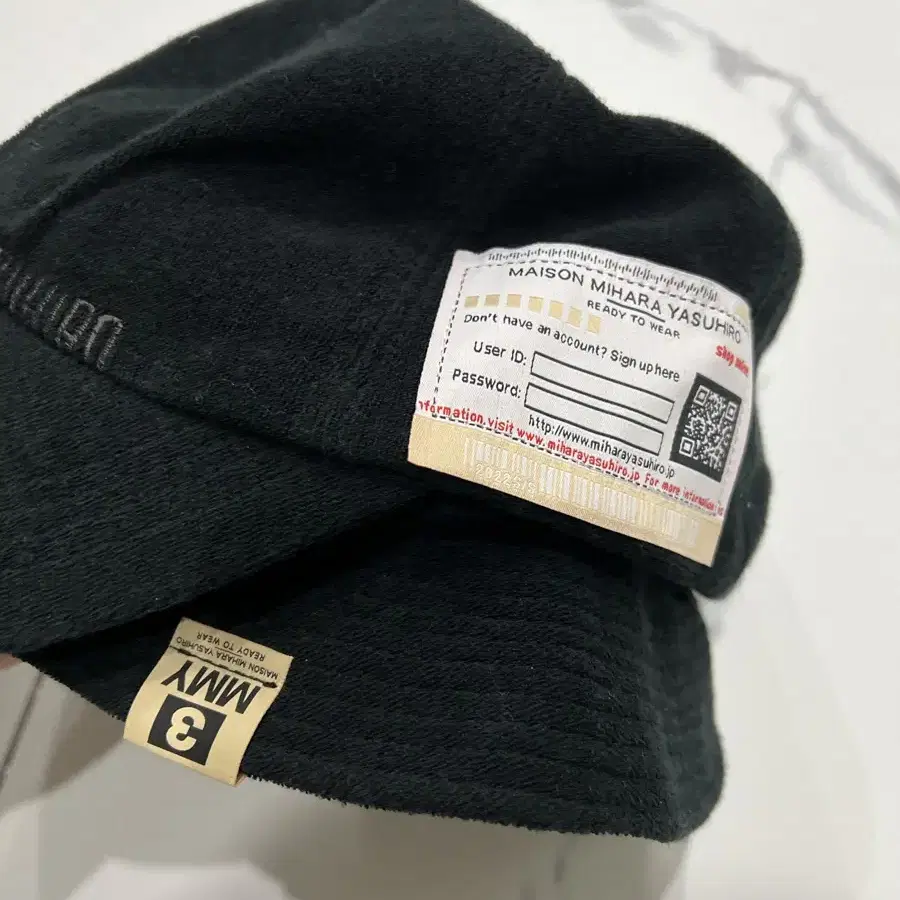 MAISON MIHARA YASUHIRO
READY TO WEAR
Don't have an account? Sign up here
User ID:
Password:
http://www.miharayasuhiro.jp
nformation, visit www.miharayasuhiro.jp For more information
MAISON MIHARA YASUHIRO
READY TO WEAR
MMY
3